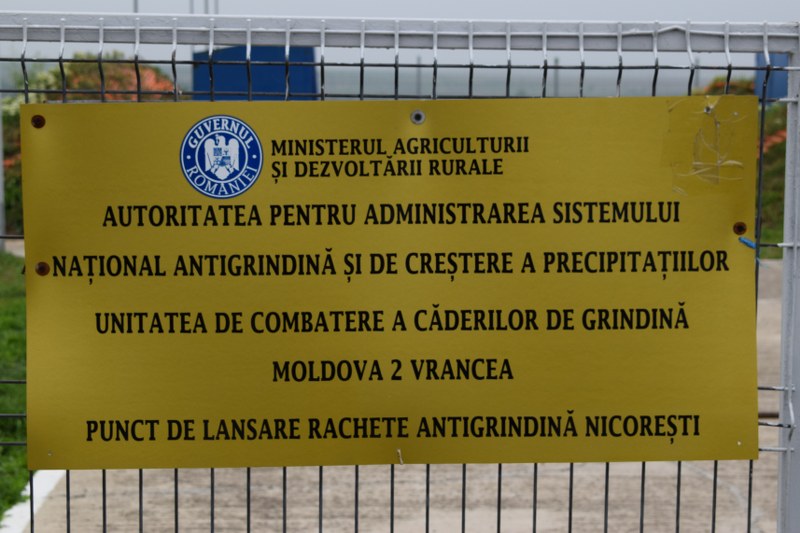 GUVERNUL ROMÂNIEI
MINISTERUL AGRICULTURII
ȘI DEZVOLTĂRII RURALE
AUTORITATEA PENTRU ADMINISTRAREA SISTEMULUI
NAȚIONAL ANTIGRINDINĂ ȘI DE CREȘTERE A PRECIPITAȚIILOR
UNITATEA DE COMBATERE A CĂDERILOR DE GRINDINĂ
MOLDOVA 2 VRANCEA
PUNCT DE LANSARE RACHETE ANTIGRINDINĂ NICOREȘTI